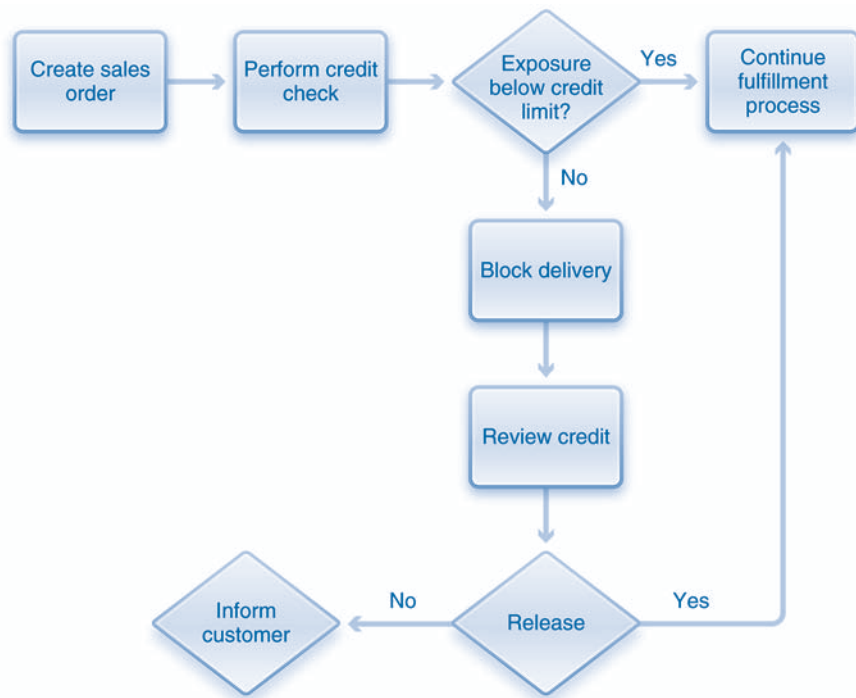 Create sales
order
Perform credit
check
Exposure
below credit
limit?
Yes
Continue
fulfillment
process
No
Block delivery
Review credit
Release
No
Yes
Inform
customer